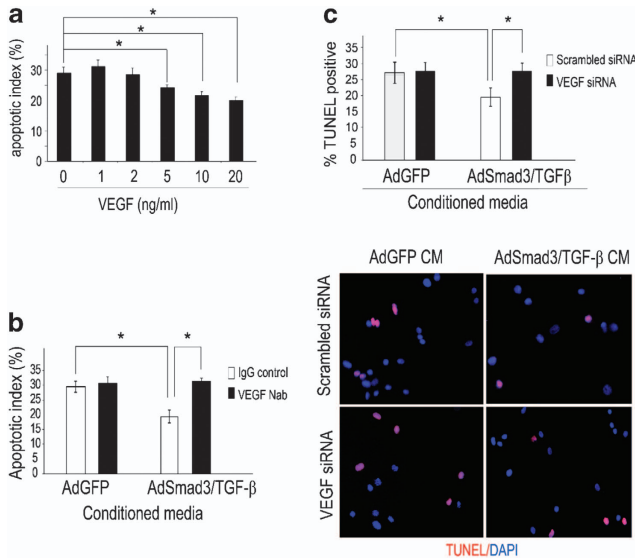 a
apoptotic index (%)
30
20
10
0
0 1 2 5 10 20
VEGF (ng/ml)
* * *
b
Apoptotic index (%)
35
30
25
20
15
10
5
0
* *
IgG control
VEGF Nab
AdGFP AdSmad3/TGF-β
Conditioned media
c
% TUNEL positive
35
30
25
20
15
10
5
0
* *
Scrambled siRNA
VEGF siRNA
AdGFP AdSmad3/TGFβ
Conditioned media
AdGFP CM AdSmad3/TGF-β CM
Scrambled siRNA
VEGF siRNA
TUNEL/DAPI